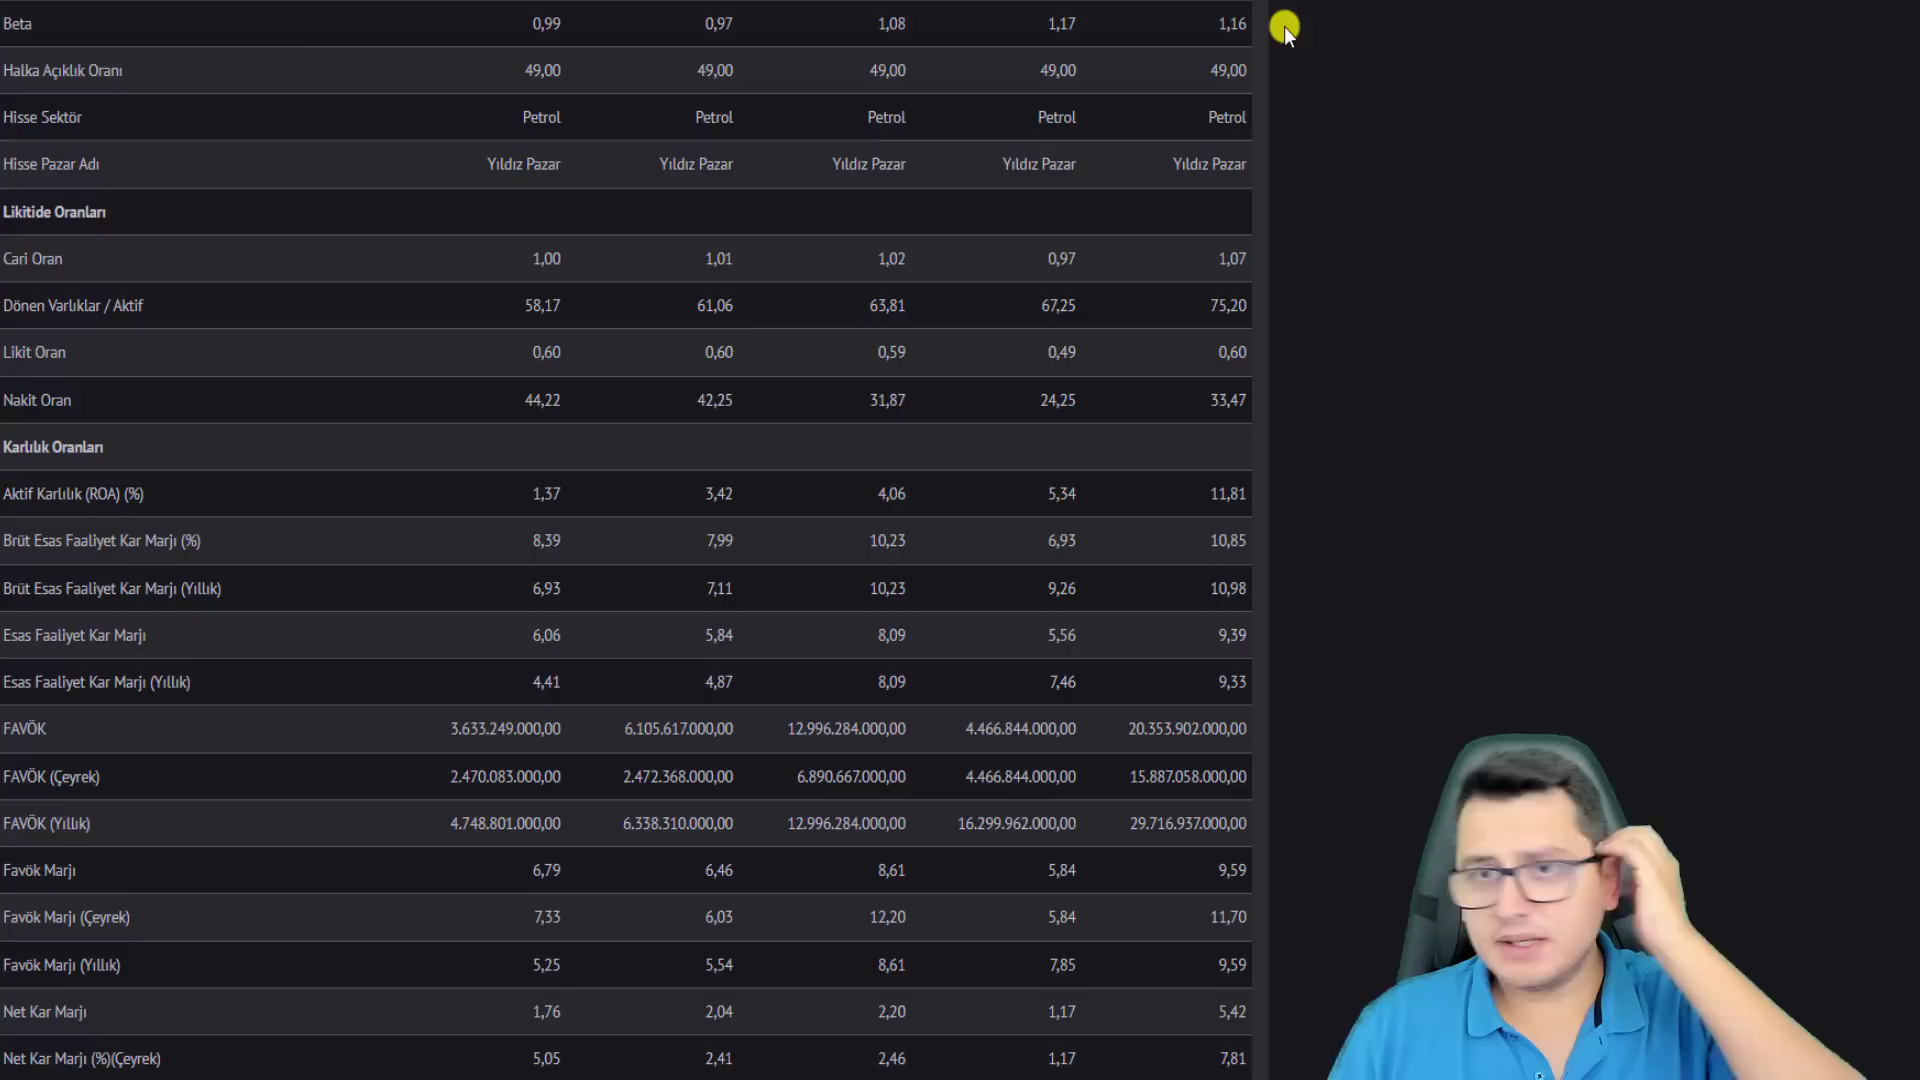 Beta 0,99 0,97 1,08 1,17 1,16
Halka Açıklık Oranı 49,00 49,00 49,00 49,00 49,00
Hisse Sektör Petrol Petrol Petrol Petrol Petrol
Hisse Pazar Adı Yıldız Pazar Yıldız Pazar Yıldız Pazar Yıldız Pazar Yıldız Pazar
Likitide Oranları
Cari Oran 1,00 1,01 1,02 0,97 1,07
Dönen Varlıklar / Aktif 58,17 61,06 63,81 67,25 75,20
Likit Oran 0,60 0,60 0,59 0,49 0,60
Nakit Oran 44,22 42,25 31,87 24,25 33,47
Karlılık Oranları
Aktif Karlılık (ROA) (%) 1,37 3,42 4,06 5,34 11,81
Brüt Esas Faaliyet Kar Marjı (%) 8,39 7,99 10,23 6,93 10,85
Brüt Esas Faaliyet Kar Marjı (Yıllık) 6,93 7,11 10,23 9,26 10,98
Esas Faaliyet Kar Marjı 6,06 5,84 8,09 5,56 9,39
Esas Faaliyet Kar Marjı (Yıllık) 4,41 4,87 8,09 7,46 9,33
FAVÖK 3.633.249.000,00 6.105.617.000,00 12.996.284.000,00 4.466.844.000,00 20.353.902.000,00
FAVÖK (Çeyrek) 2.470.083.000,00 2.472.368.000,00 6.890.667.000,00 4.466.844.000,00 15.887.058.000,00
FAVÖK (Yıllık) 4.748.801.000,00 6.338.310.000,00 12.996.284.000,00 16.299.962.000,00 29.716.937.000,00
Favök Marjı 6,79 6,46 8,61 5,84 9,59
Favök Marjı (Çeyrek) 7,33 6,03 12,20 5,84 11,70
Favök Marjı (Yıllık) 5,25 5,54 8,61 7,85 9,59
Net Kar Marjı 1,76 2,04 2,20 1,17 5,42
Net Kar Marjı (%)(Çeyrek) 5,05 2,41 2,46 1,17 7,81